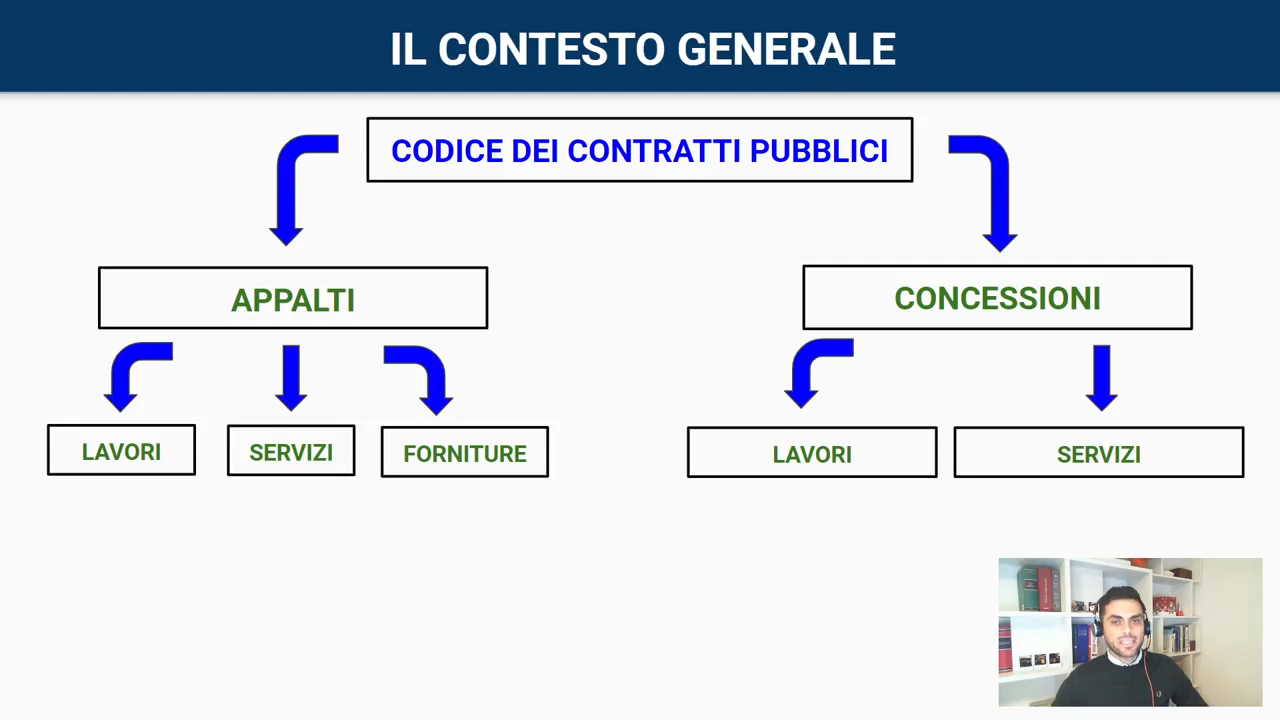 IL CONTESTO GENERALE
CODICE DEI CONTRATTI PUBBLICI
APPALTI
CONCESSIONI
LAVORI
SERVIZI
FORNITURE
LAVORI
SERVIZI